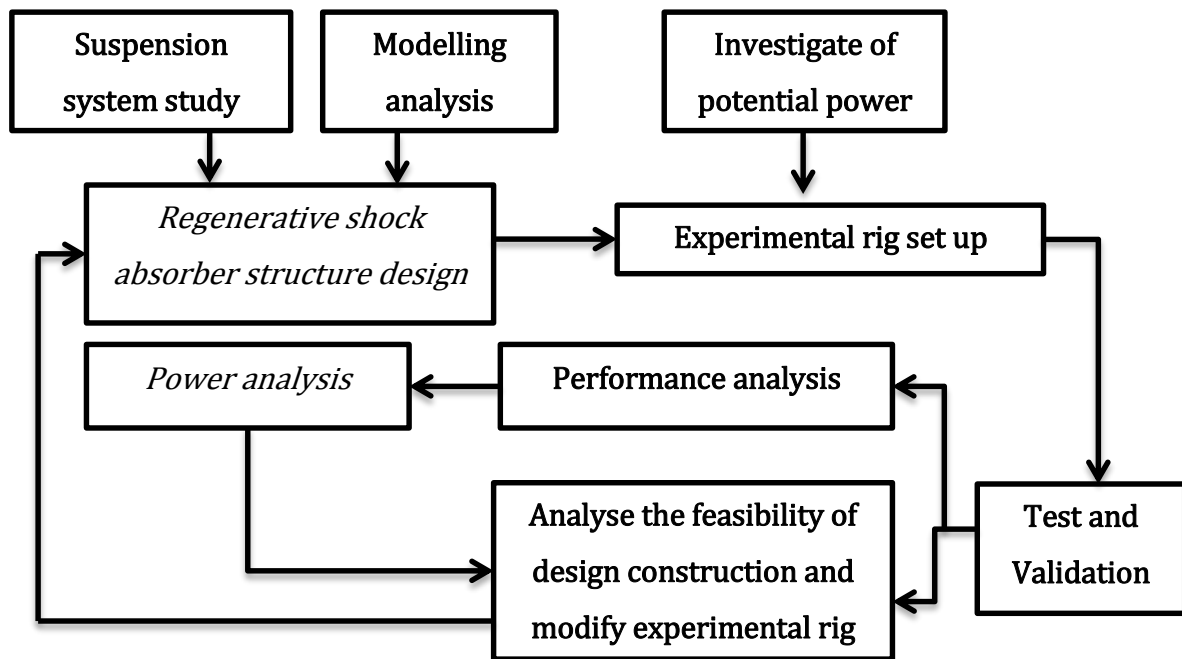 Suspension
system study
Modelling
analysis
Investigate of
potential power
Regenerative shock
absorber structure design
Experimental rig set up
Power analysis
Performance analysis
Analyse the feasibility of
design construction and
modify experimental rig
Test and
Validation